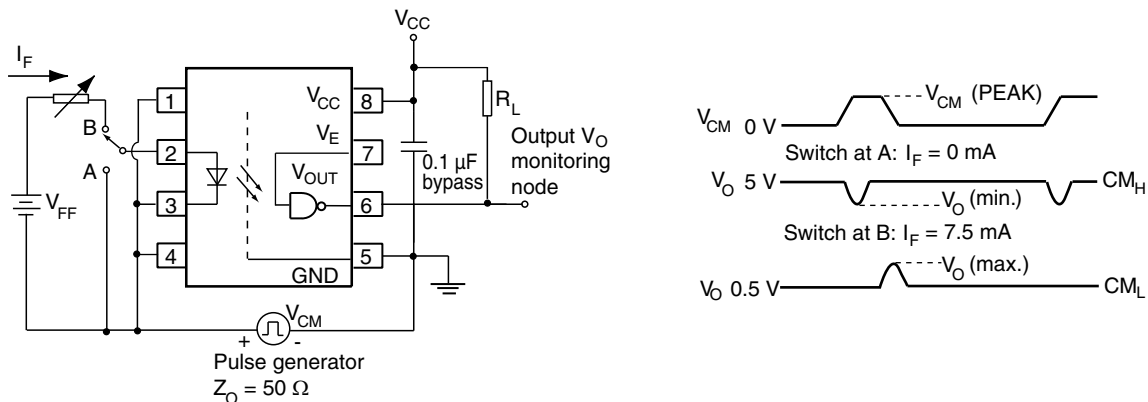 V_CC
I_F
B
A
V_FF
1
2
3
4
V_CC
V_E
V_OUT
GND
8
7
6
5
R_L
0.1 µF
bypass
Output V_O
monitoring
node
V_CM
+ -
Pulse generator
Z_O = 50 Ω
V_CM (PEAK)
V_CM 0 V
Switch at A: I_F = 0 mA
V_O 5 V
CM_H
V_O (min.)
Switch at B: I_F = 7.5 mA
V_O (max.)
V_O 0.5 V
CM_L